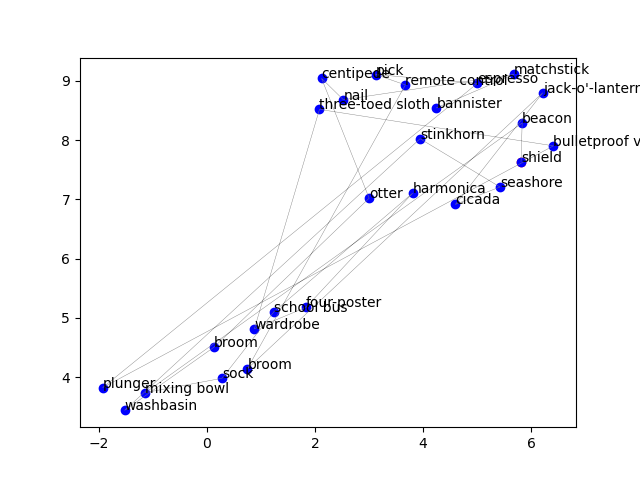 matchstick
pick
centipede
remote control
espresso
jack-o'-lantern
nail
three-toed sloth
bannister
beacon
stinkhorn
bulletproof v
shield
seashore
otter
harmonica
cicada
four-poster
school bus
wardrobe
broom
broom
sock
plunger
mixing bowl
washbasin
9
8
7
6
5
4
−2
0
2
4
6